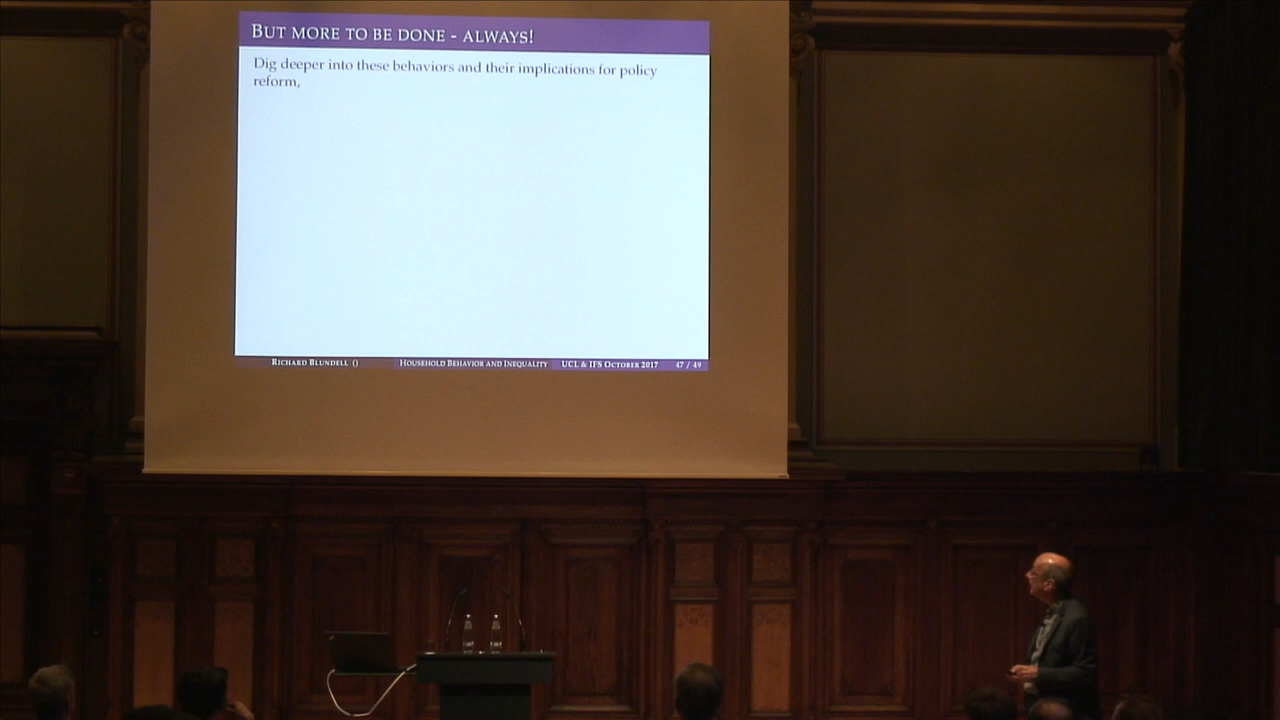 BUT MORE TO BE DONE - ALWAYS!
Dig deeper into these behaviors and their implications for policy
reform,
RICHARD BLUNDELL () HOUSEHOLD BEHAVIOR AND INEQUALITY UCL & IFS OCTOBER 2017 47 / 49